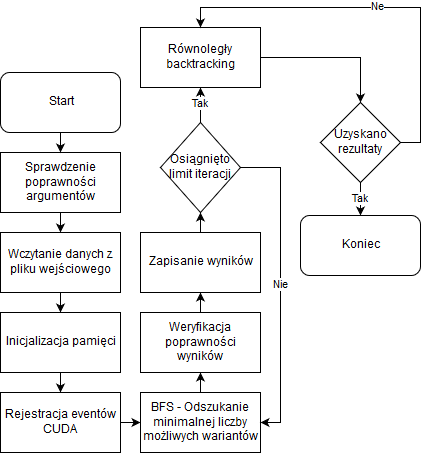 Start
Sprawdzenie
poprawności
argumentów
Wczytanie danych z
pliku wejściowego
Inicjalizacja pamięci
Rejestracja eventów
CUDA
BFS - Odszukanie
minimalnej liczby
możliwych wariantów
Weryfikacja
poprawności
wyników
Zapisanie wyników
Osiągnięto
limit iteracji
Nie
Tak
Równoległy
backtracking
Uzyskano
rezultaty
Ne
Tak
Koniec